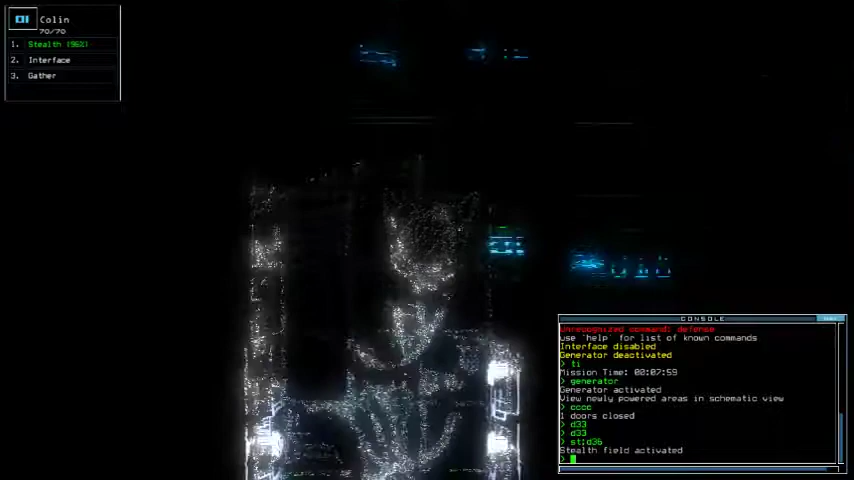 Colin
70/70
1. Stealth (96%)
2. Interface
3. Gather
CONSOLE
Unrecognized command: defense
Use 'help' for list of known commands
Interface disabled
Generator deactivated
> ti
Mission Time: 00:07:59
> generator
Generator activated
View newly powered areas in schematic view
> cccc
1 doors closed
> d33
> d33
> st;d36
Stealth field activated
>